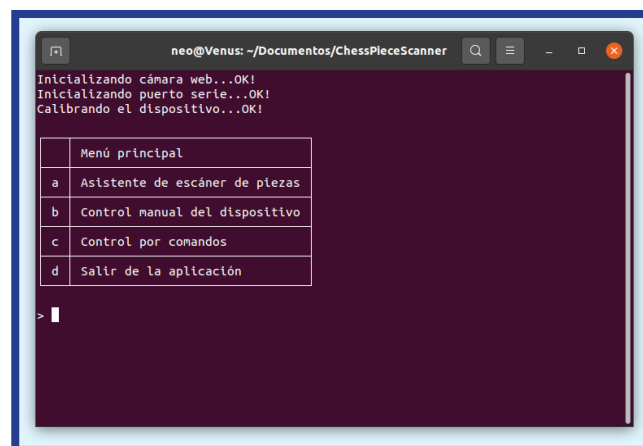 neo@Venus: ~/Documentos/ChessPieceScanner
Inicializando cámara web...OK!
Inicializando puerto serie...OK!
Calibrando el dispositivo...OK!
Menú principal
a Asistente de escáner de piezas
b Control manual del dispositivo
c Control por comandos
d Salir de la aplicación
>